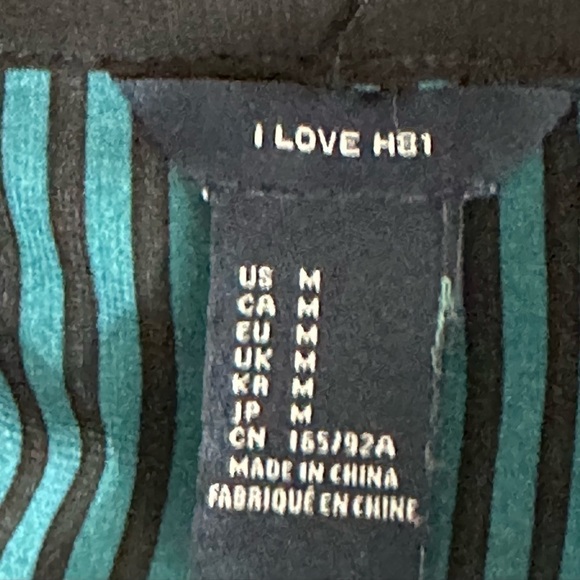 I LOVE H81
US M
CA M
EU M
UK M
KR M
JP M
CN 165/92A
MADE IN CHINA
FABRIQUÉ EN CHINE